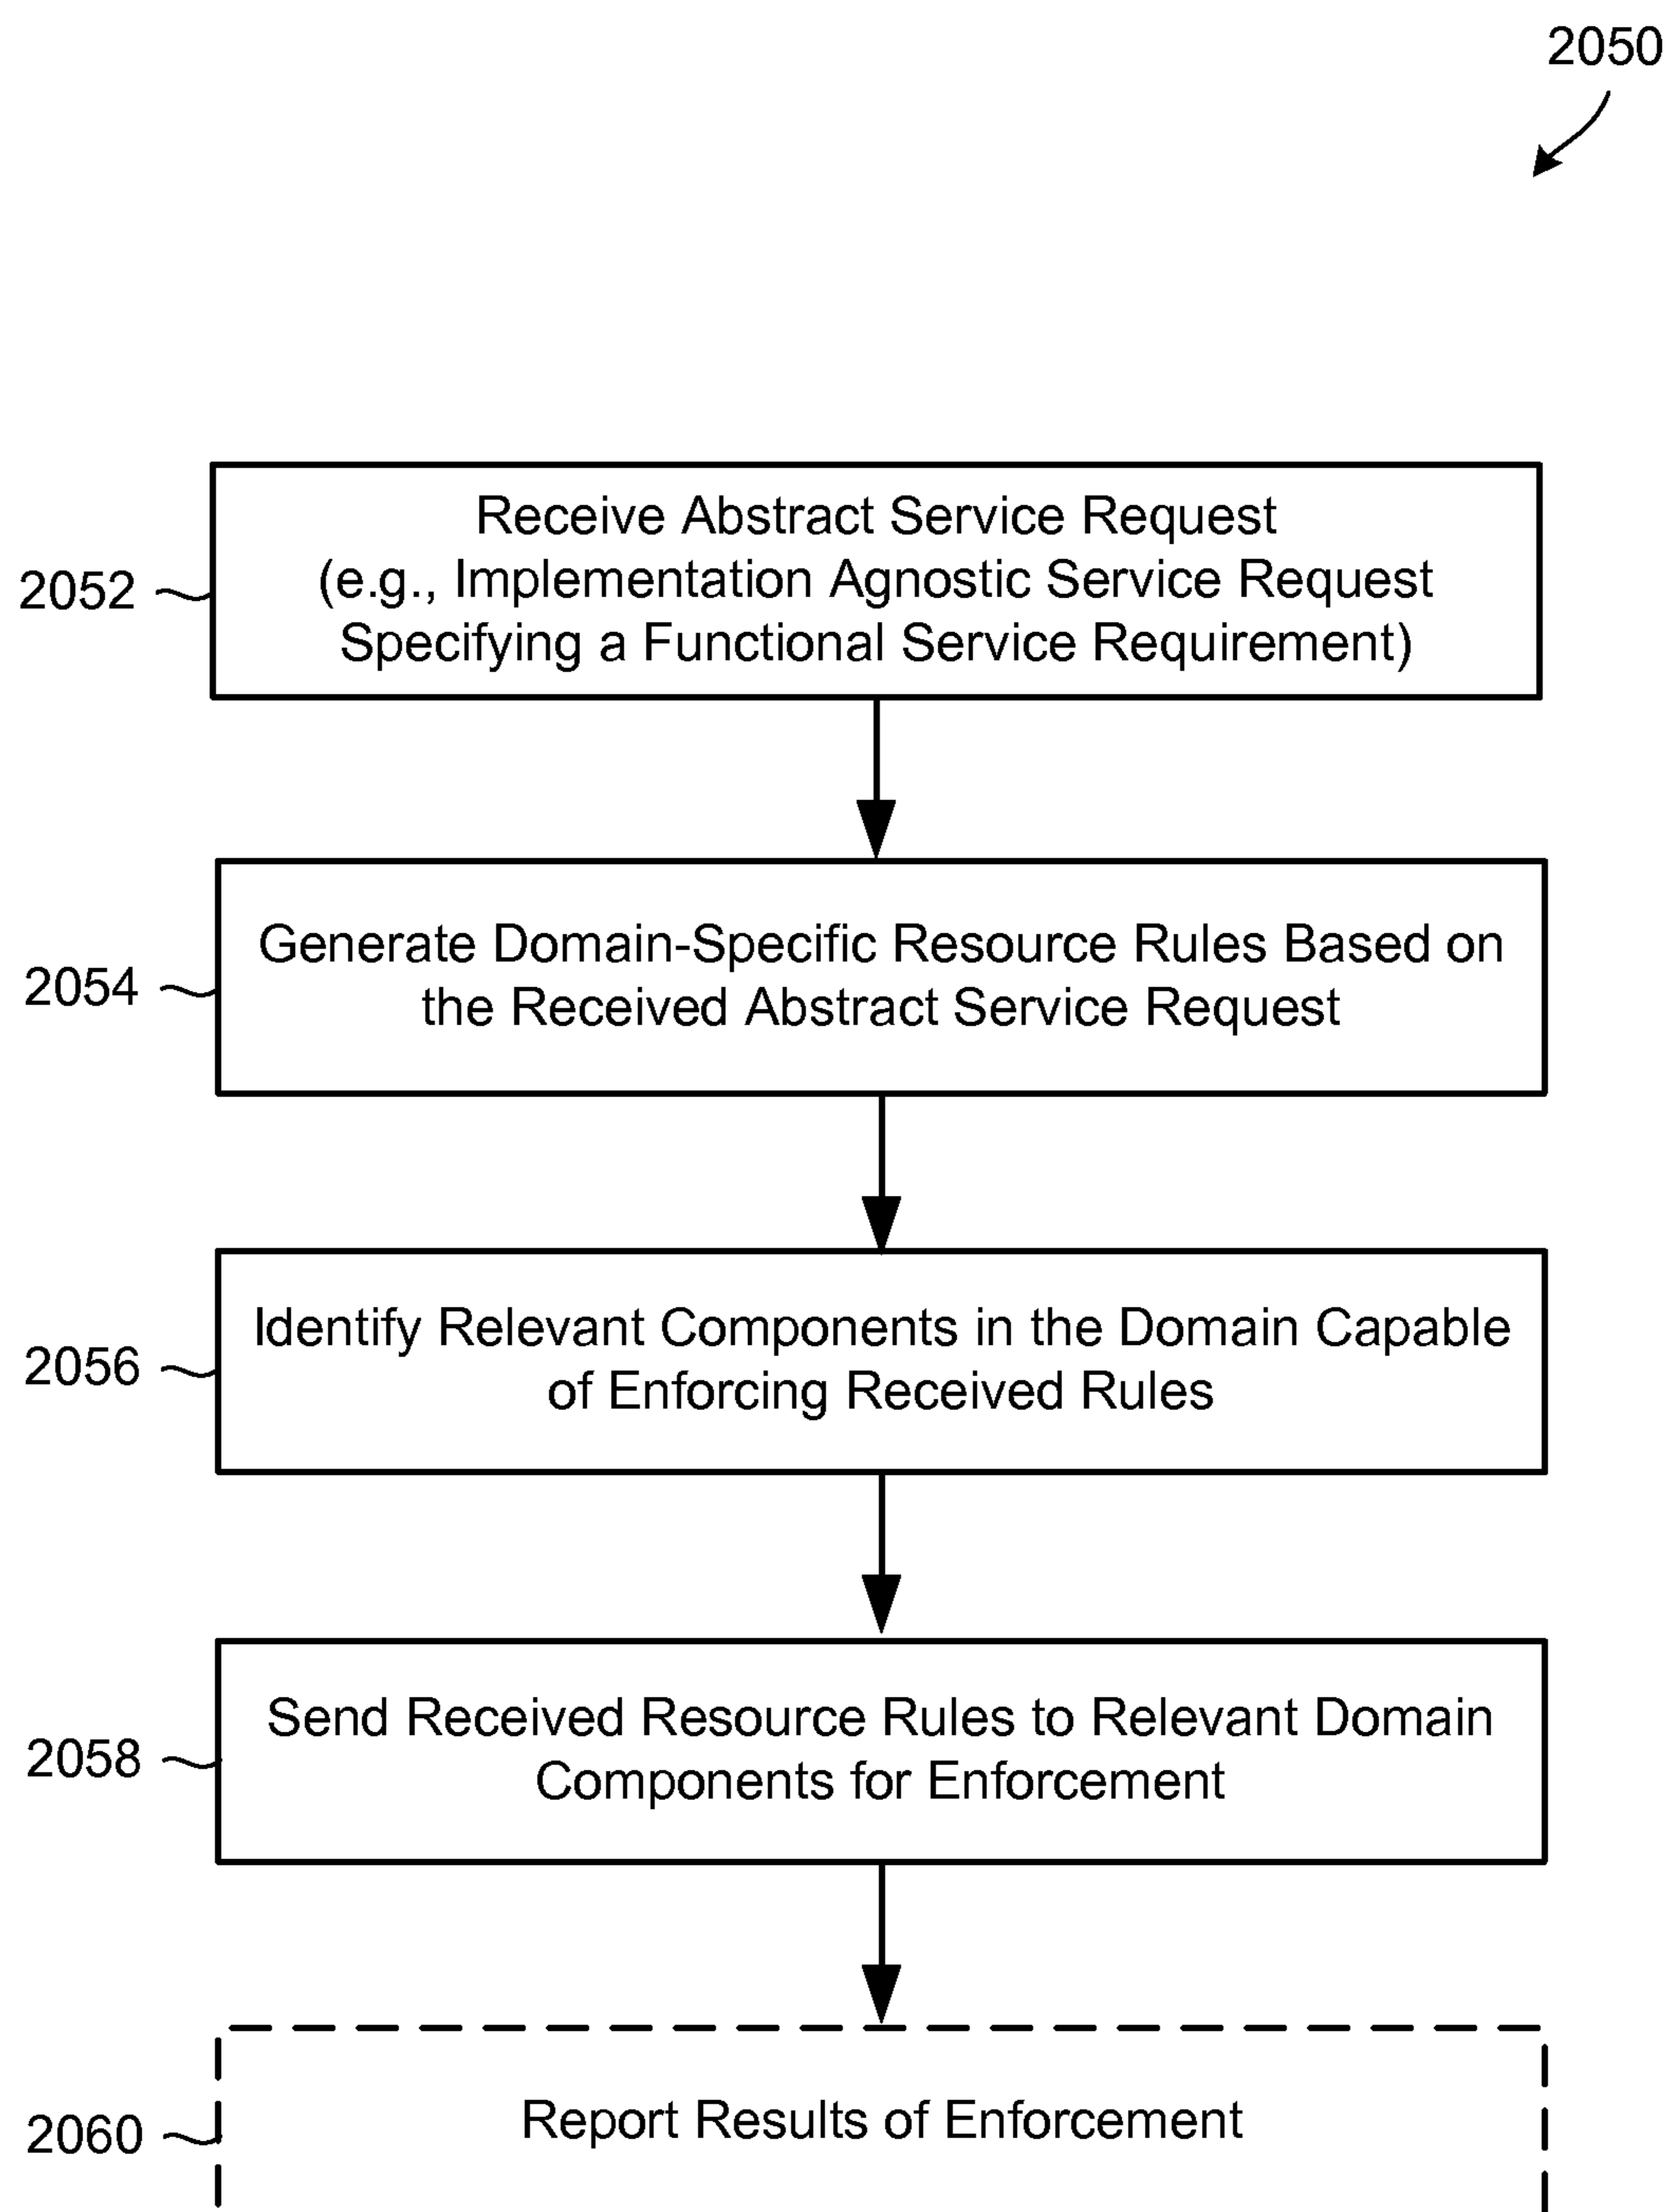 2050
2052
Receive Abstract Service Request
(e.g., Implementation Agnostic Service Request
Specifying a Functional Service Requirement)
2054
Generate Domain-Specific Resource Rules Based on
the Received Abstract Service Request
2056
Identify Relevant Components in the Domain Capable
of Enforcing Received Rules
2058
Send Received Resource Rules to Relevant Domain
Components for Enforcement
2060
Report Results of Enforcement